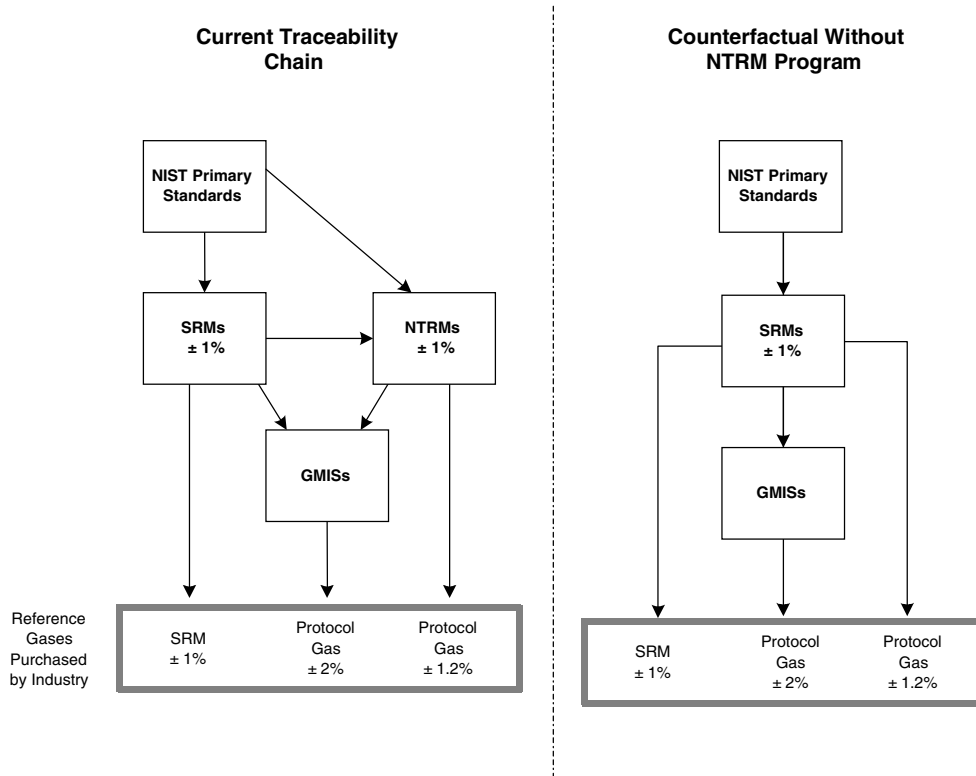 Current Traceability
Chain
NIST Primary
Standards
SRMs
± 1%
NTRMs
± 1%
GMISs
Reference
Gases
Purchased
by Industry
SRM
± 1%
Protocol
Gas
± 2%
Protocol
Gas
± 1.2%
Counterfactual Without
NTRM Program
NIST Primary
Standards
SRMs
± 1%
GMISs
SRM
± 1%
Protocol
Gas
± 2%
Protocol
Gas
± 1.2%